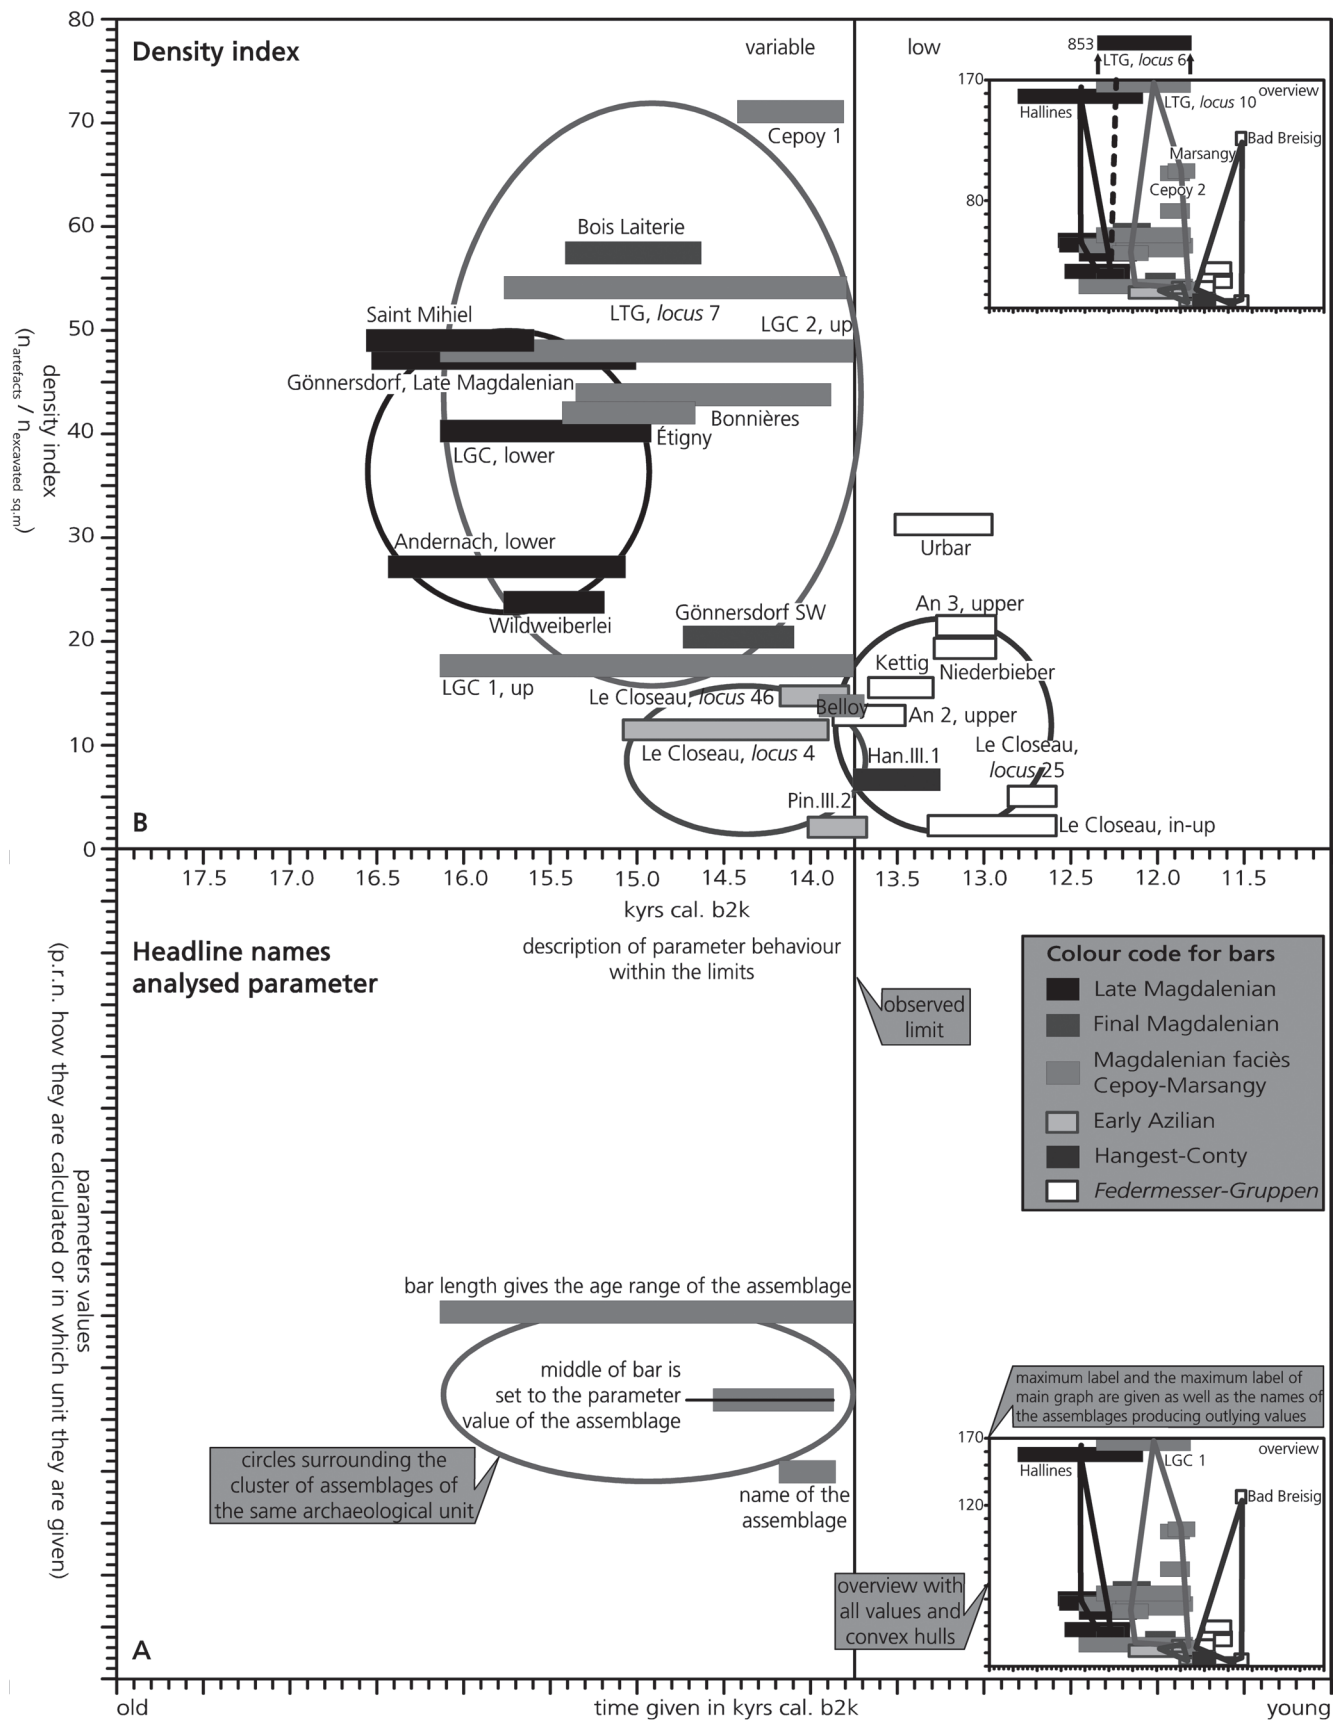 80
Density index
variable
low
853
LTG, locus 6
170
overview
Hallines
LTG, locus 10
Bad Breisig
Marsangy
Cepoy 2
80
70
Cepoy 1
60
Bois Laiterie
LTG, locus 7
LGC 2, up
50
Saint Mihiel
Gönnersdorf, Late Magdalenian
Bonnières
Étigny
40
LGC, lower
30
Andernach, lower
Wildweiberlei
Urbar
20
Gönnersdorf SW
An 3, upper
Niederbieber
Kettig
LGC 1, up
Le Closeau, locus 46
Belloy
An 2, upper
10
Le Closeau, locus 4
Han.III.1
Le Closeau,
locus 25
Pin.III.2
Le Closeau, in-up
B
0
density index
(n artefacts / n excavated sq.m)
17.5 17.0 16.5 16.0 15.5 15.0 14.5 14.0 13.5 13.0 12.5 12.0 11.5
kyrs cal. b2k
Headline names
analysed parameter
description of parameter behaviour
within the limits
observed
limit
Colour code for bars
Late Magdalenian
Final Magdalenian
Magdalenian faciès
Cepoy-Marsangy
Early Azilian
Hangest-Conty
Federmesser-Gruppen
parameters values
(p.r.n. how they are calculated or in which unit they are given)
bar length gives the age range of the assemblage
middle of bar is
set to the parameter
value of the assemblage
circles surrounding the
cluster of assemblages of
the same archaeological unit
name of the
assemblage
maximum label and the maximum label of
main graph are given as well as the names of
the assemblages producing outlying values
170
overview
Hallines
LGC 1
120
Bad Breisig
overview with
all values and
convex hulls
A
old
time given in kyrs cal. b2k
young